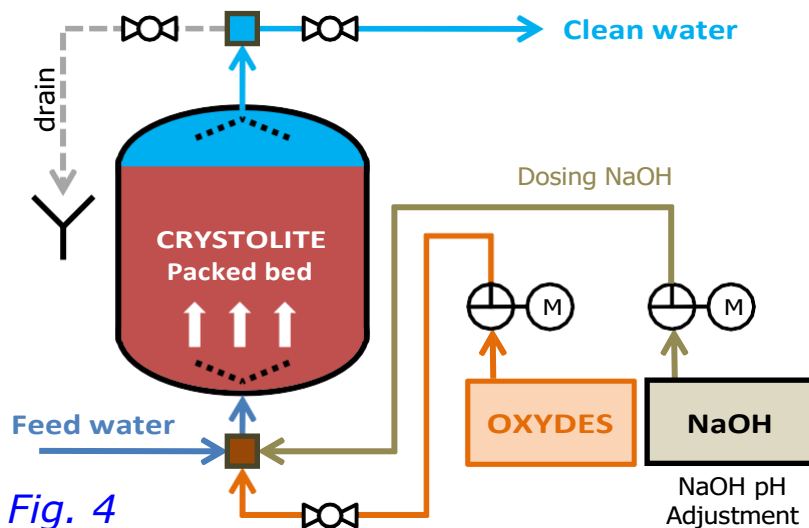 Clean water
drain
Dosing NaOH
CRYSTOLITE
Packed bed
M
M
Feed water
OXYDES
NaOH
NaOH pH
Adjustment
Fig. 4